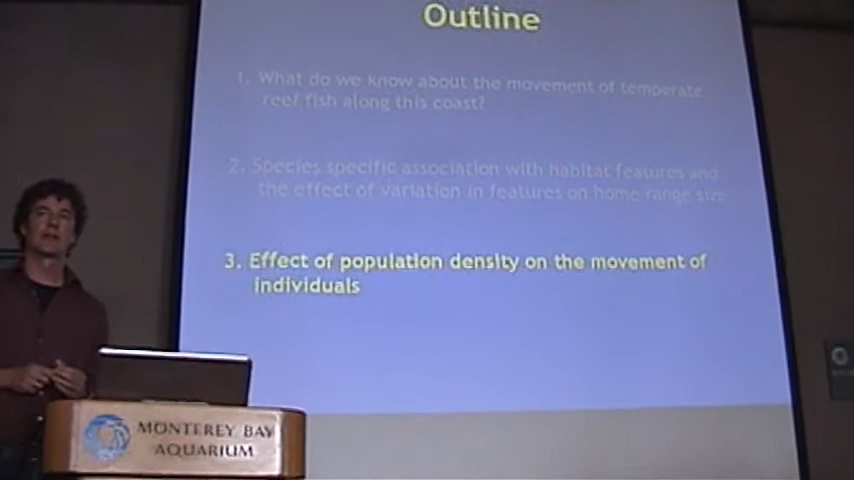 Outline
1. What do we know about the movement of temperate
reef fish along this coast?
2. Species specific association with habitat features and
the effect of variation in features on home range size
3. Effect of population density on the movement of
individuals
MONTEREY BAY
AQUARIUM